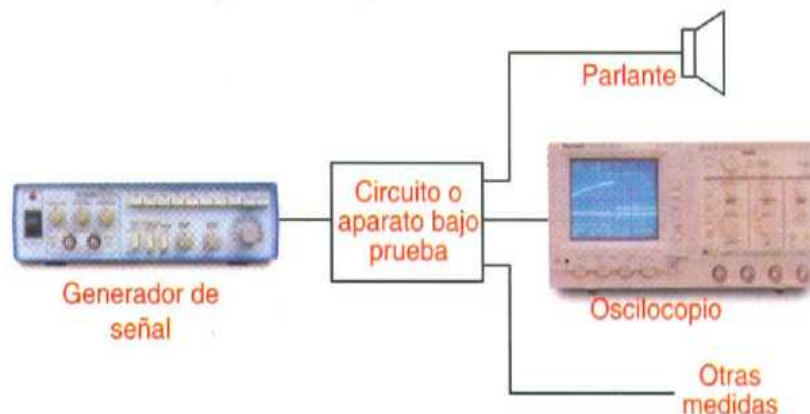 Parlante
Circuito o
aparato bajo
prueba
Generador de
señal
Oscilocopio
Otras
medidas